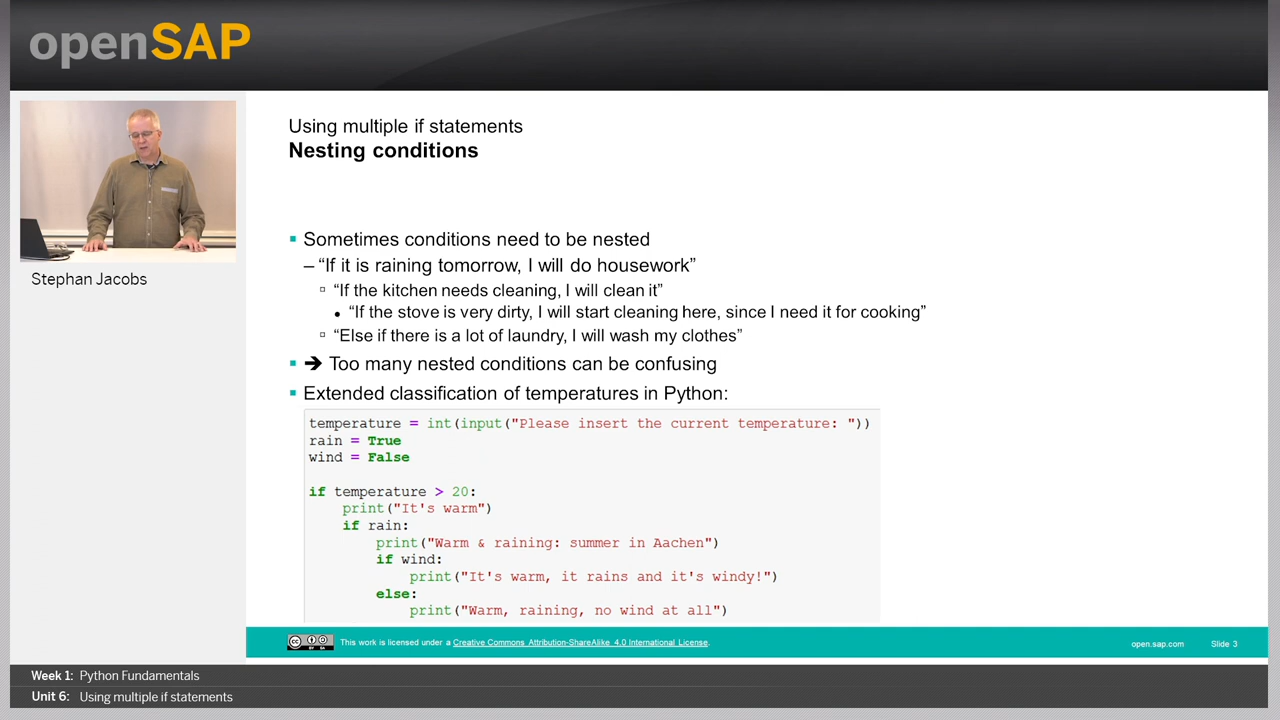 openSAP
Stephan Jacobs
Using multiple if statements
Nesting conditions
Sometimes conditions need to be nested
– “If it is raining tomorrow, I will do housework”
“If the kitchen needs cleaning, I will clean it”
“If the stove is very dirty, I will start cleaning here, since I need it for cooking”
“Else if there is a lot of laundry, I will wash my clothes”
➔ Too many nested conditions can be confusing
Extended classification of temperatures in Python:
temperature = int(input("Please insert the current temperature: "))
rain = True
wind = False
if temperature > 20:
    print("It's warm")
    if rain:
        print("Warm & raining: summer in Aachen")
        if wind:
            print("It's warm, it rains and it's windy!")
        else:
            print("Warm, raining, no wind at all")
cc BY SA This work is licensed under a Creative Commons Attribution-ShareAlike 4.0 International License. open.sap.com Slide 3
Week 1: Python Fundamentals
Unit 6: Using multiple if statements